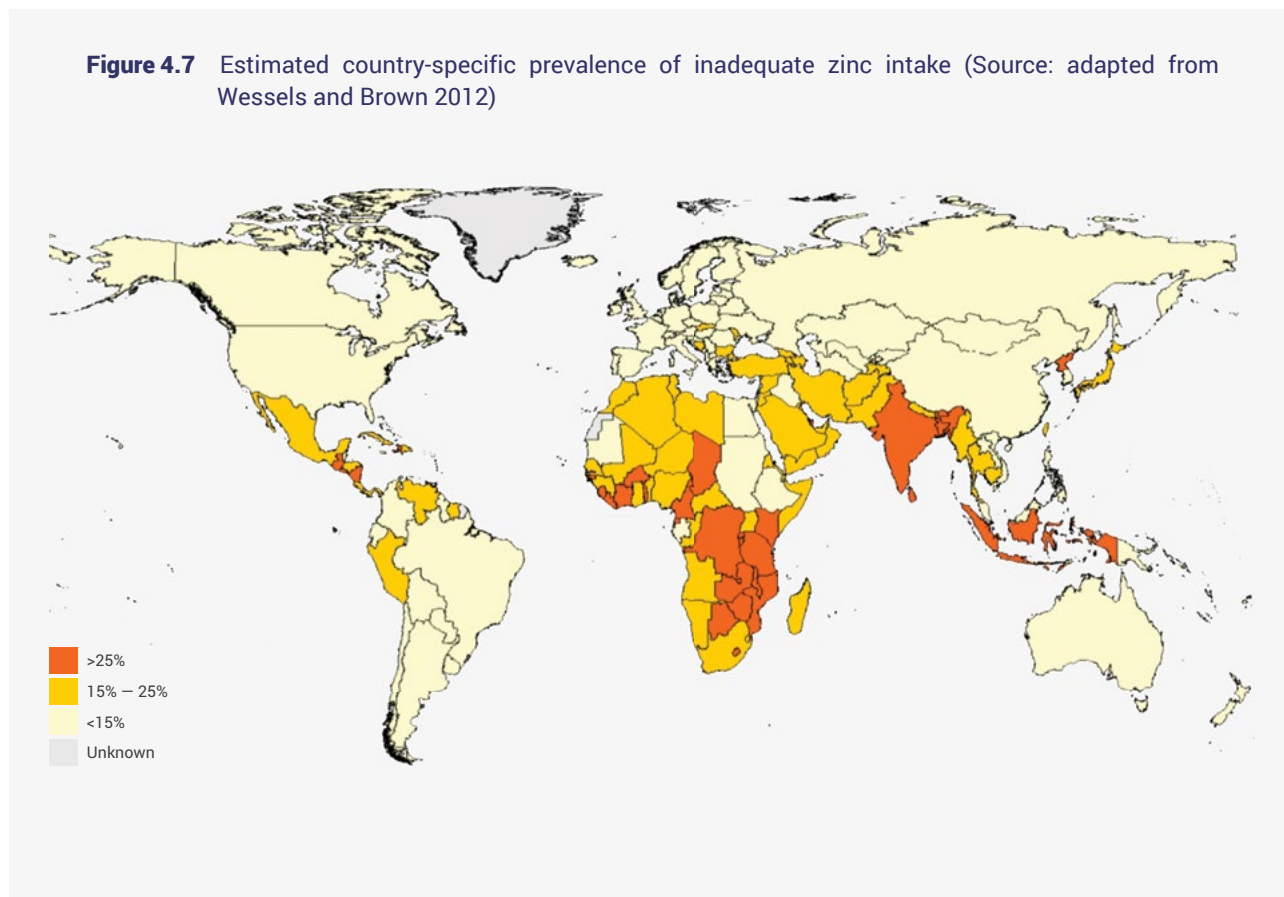 Figure 4.7 Estimated country-specific prevalence of inadequate zinc intake (Source: adapted from
Wessels and Brown 2012)
>25%
15% — 25%
<15%
Unknown